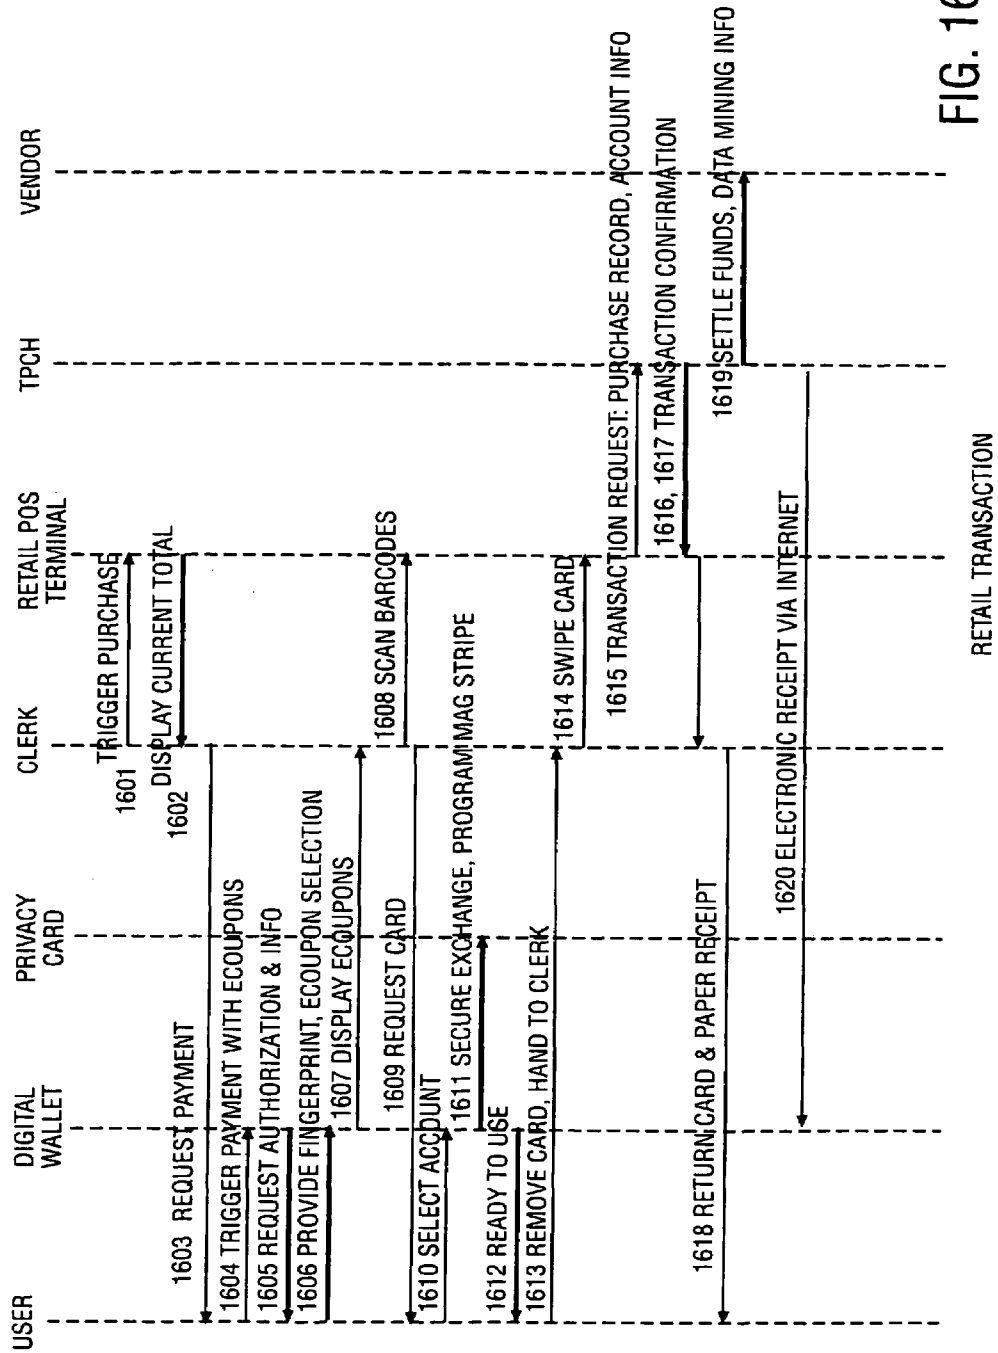 USER
DIGITAL
WALLET
PRIVACY
CARD
CLERK
RETAIL POS
TERMINAL
TPCH
VENDOR
TRIGGER PURCHASE
1601
DISPLAY CURRENT TOTAL
1602
1603 REQUEST PAYMENT
1604 TRIGGER PAYMENT WITH ECOUPONS
1605 REQUEST AUTHORIZATION & INFO
1606 PROVIDE FINGERPRINT, ECOUPON SELECTION
1607 DISPLAY ECOUPONS
1608 SCAN BARCODES
1609 REQUEST CARD
1610 SELECT ACCOUNT
1611 SECURE EXCHANGE, PROGRAM MAG STRIPE
1612 READY TO USE
1613 REMOVE CARD, HAND TO CLERK
1614 SWIPE CARD
1615 TRANSACTION REQUEST: PURCHASE RECORD, ACCOUNT INFO
1616, 1617 TRANSACTION CONFIRMATION
1618 RETURN CARD & PAPER RECEIPT
1619 SETTLE FUNDS, DATA MINING INFO
1620 ELECTRONIC RECEIPT VIA INTERNET
RETAIL TRANSACTION
FIG. 16